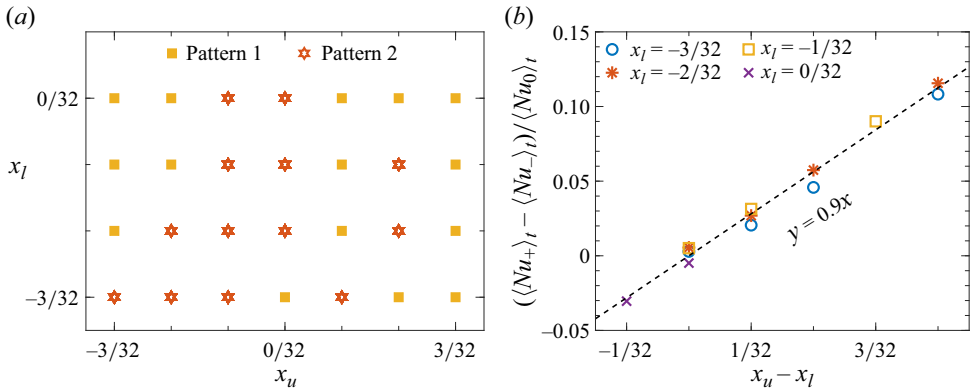 (a)
Pattern 1 Pattern 2
0/32
x_l
−3/32
−3/32 0/32 3/32
x_u
(b)
0.15
0.10
0.05
0
−0.05
(⟨Nu_+⟩_t − ⟨Nu_−⟩_t)/⟨Nu_0⟩_t
x_l = −3/32 x_l = −1/32
x_l = −2/32 x_l = 0/32
y = 0.9x
−1/32 1/32 3/32
x_u − x_l